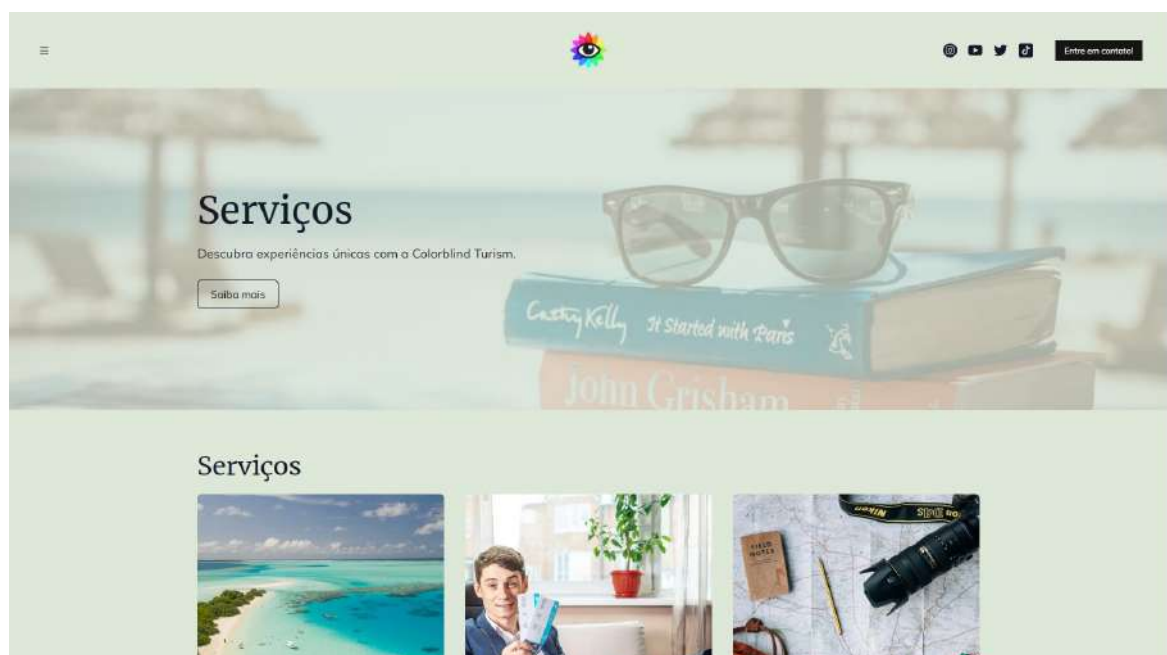 Entre em contato!
Serviços
Descubra experiências únicas com a Colorblind Turism.
Saiba mais
Cathy Kelly It Started with Paris
John Grisham
Serviços
Nikon
FIELD
NOTES